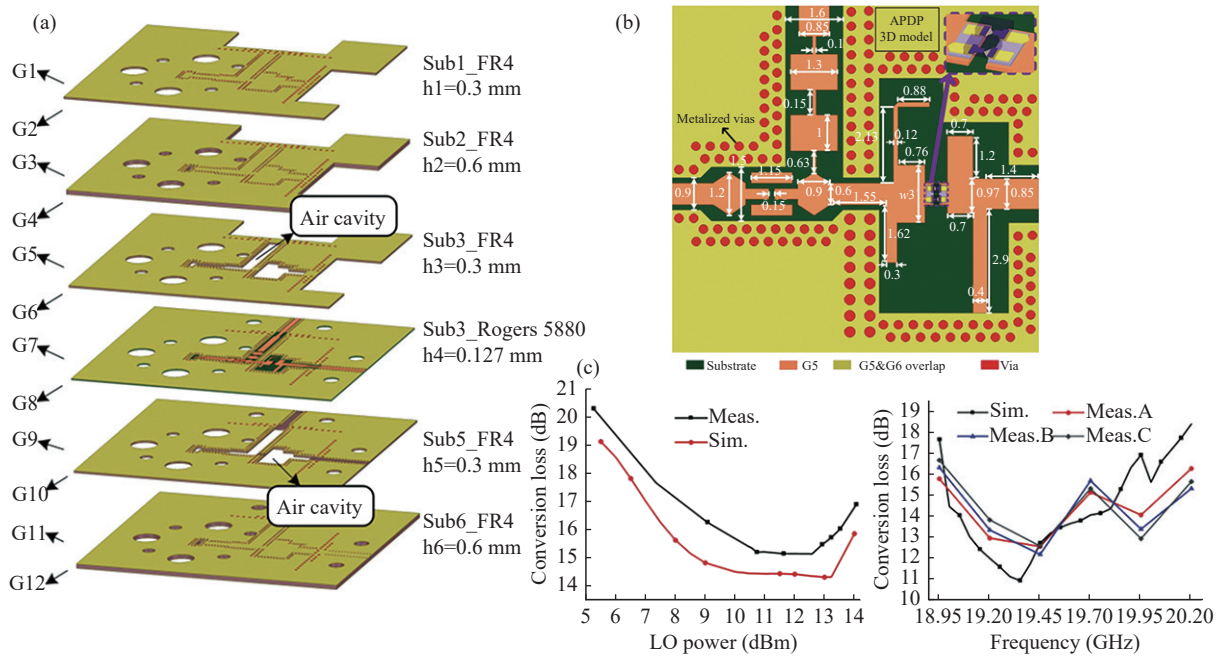 (a)
G1
G2
G3
G4
G5
G6
G7
G8
G9
G10
G11
G12
Sub1_FR4
h1=0.3 mm
Sub2_FR4
h2=0.6 mm
Air cavity
Sub3_FR4
h3=0.3 mm
Sub3_Rogers 5880
h4=0.127 mm
Sub5_FR4
h5=0.3 mm
Air cavity
Sub6_FR4
h6=0.6 mm
(b)
1.6
0.85
0.1
1.3
0.15
1
Metalized vias
0.63
1.5
1.15
0.9
1.2
0.15
0.9
0.6
1.55
APDP
3D model
0.88
2.13
0.12
0.76
0.7
1.2
1.4
w3
0.97
0.85
1.62
0.7
0.3
2.9
0.4
Substrate
G5
G5&G6 overlap
Via
(c)
Conversion loss (dB)
21
20
19
18
17
16
15
14
Meas.
Sim.
5 6 7 8 9 10 11 12 13 14
LO power (dBm)
Conversion loss (dB)
19
18
17
16
15
14
13
12
11
10
Sim.
Meas.A
Meas.B
Meas.C
18.95 19.20 19.45 19.70 19.95 20.20
Frequency (GHz)